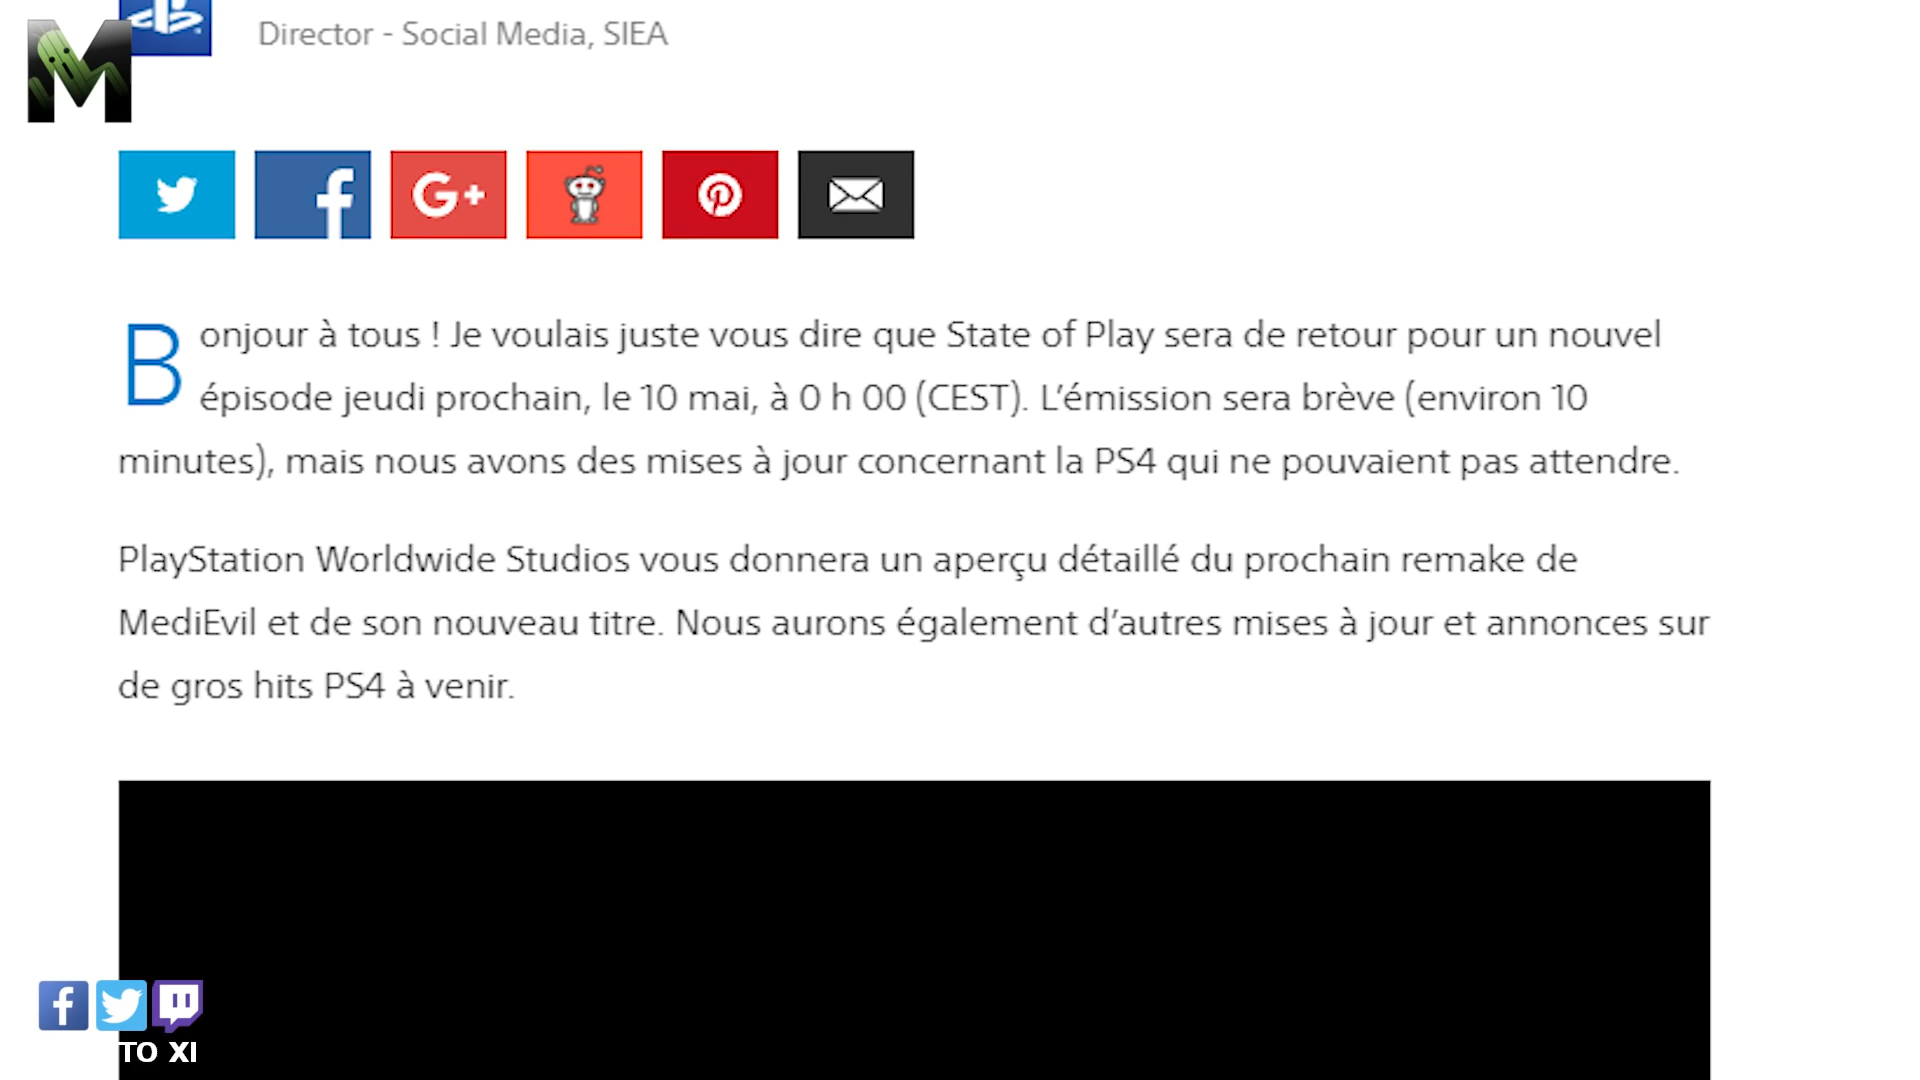 Director - Social Media, SIEA
M
G+
Bonjour à tous ! Je voulais juste vous dire que State of Play sera de retour pour un nouvel
épisode jeudi prochain, le 10 mai, à 0 h 00 (CEST). L’émission sera brève (environ 10
minutes), mais nous avons des mises à jour concernant la PS4 qui ne pouvaient pas attendre.
PlayStation Worldwide Studios vous donnera un aperçu détaillé du prochain remake de
MediEvil et de son nouveau titre. Nous aurons également d’autres mises à jour et annonces sur
de gros hits PS4 à venir.
TO XI